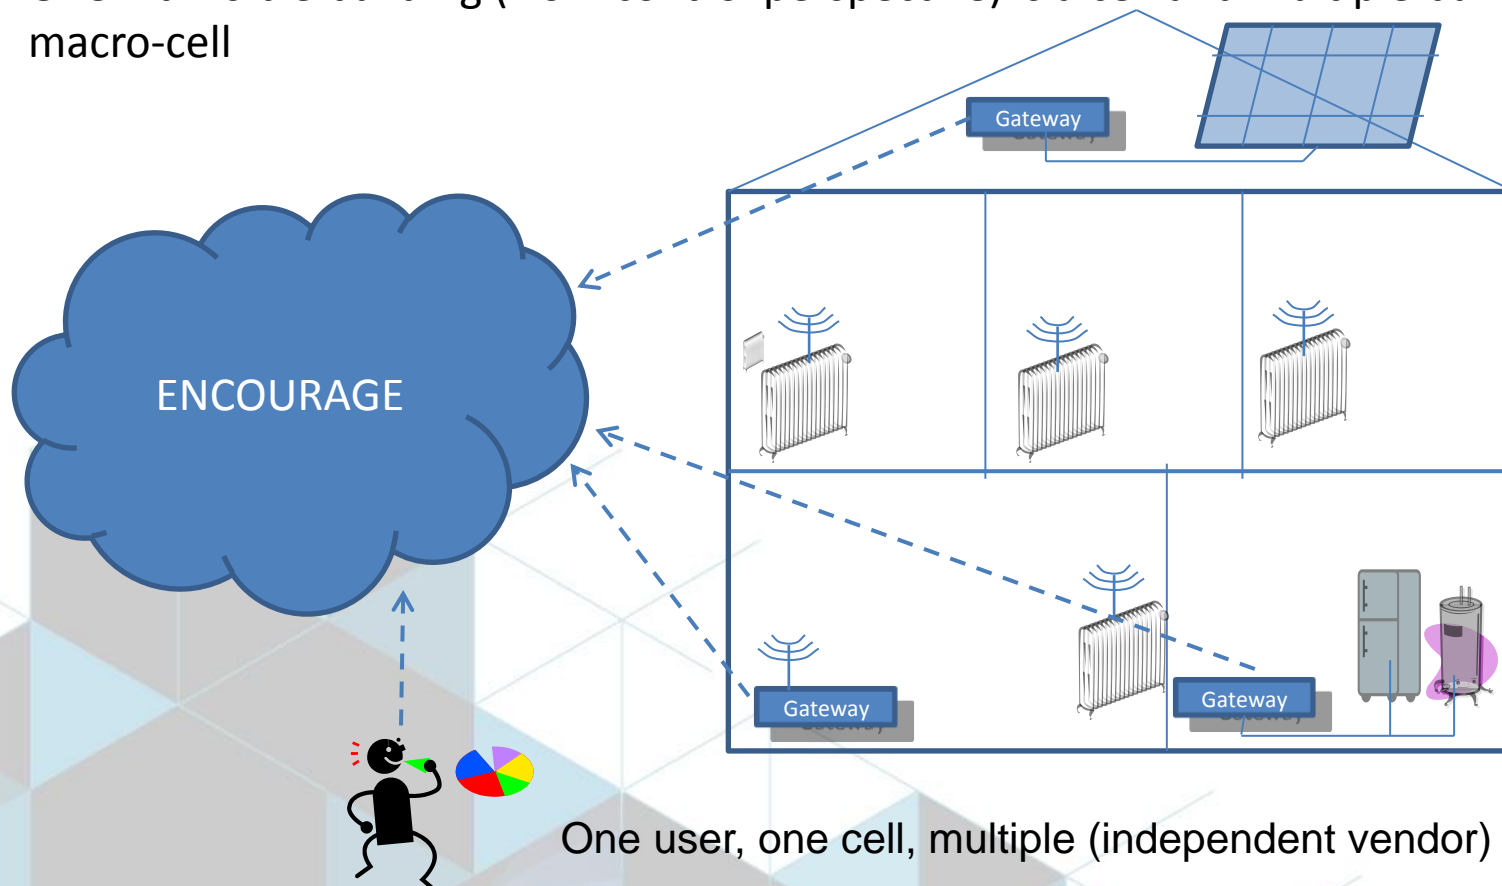 macro-cell
Gateway
ENCOURAGE
Gateway
Gateway
One user, one cell, multiple (independent vendor)